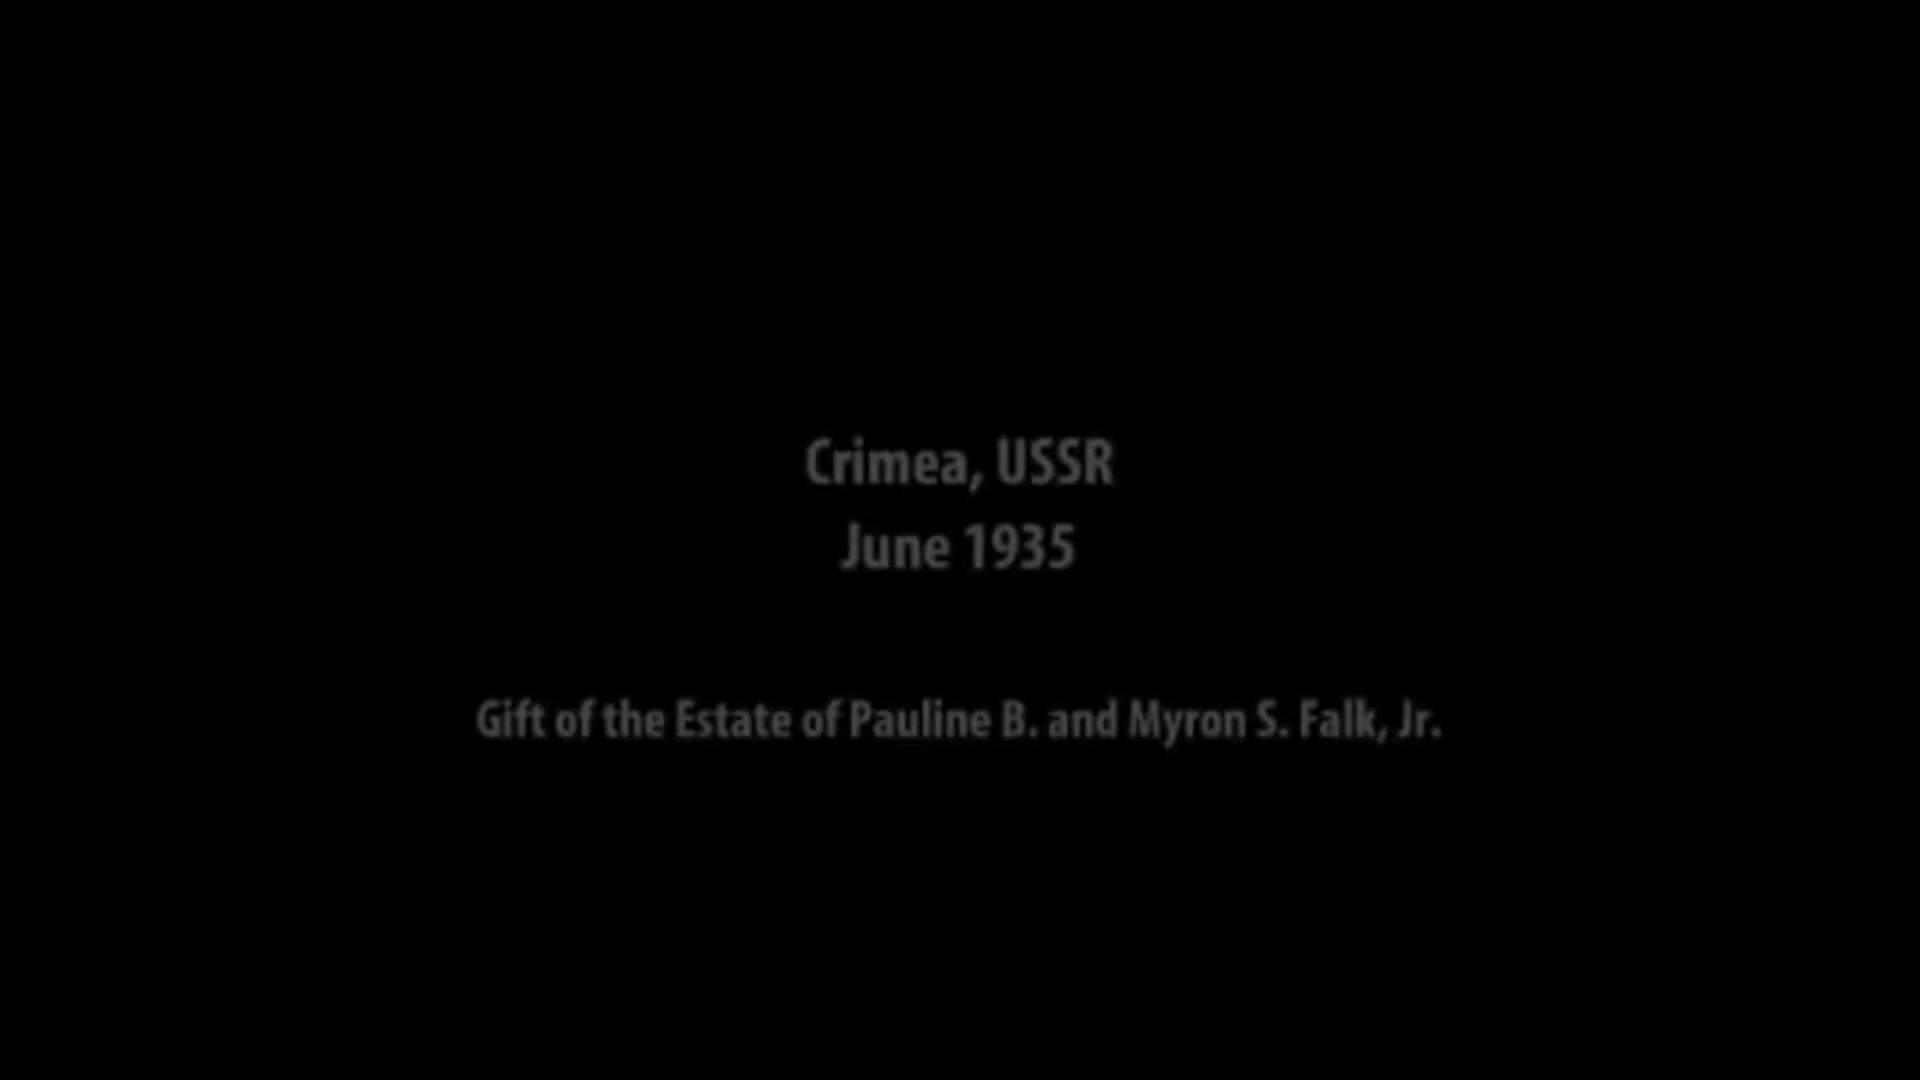 Crimea, USSR
June 1935
Gift of the Estate of Pauline B. and Myron S. Falk, Jr.